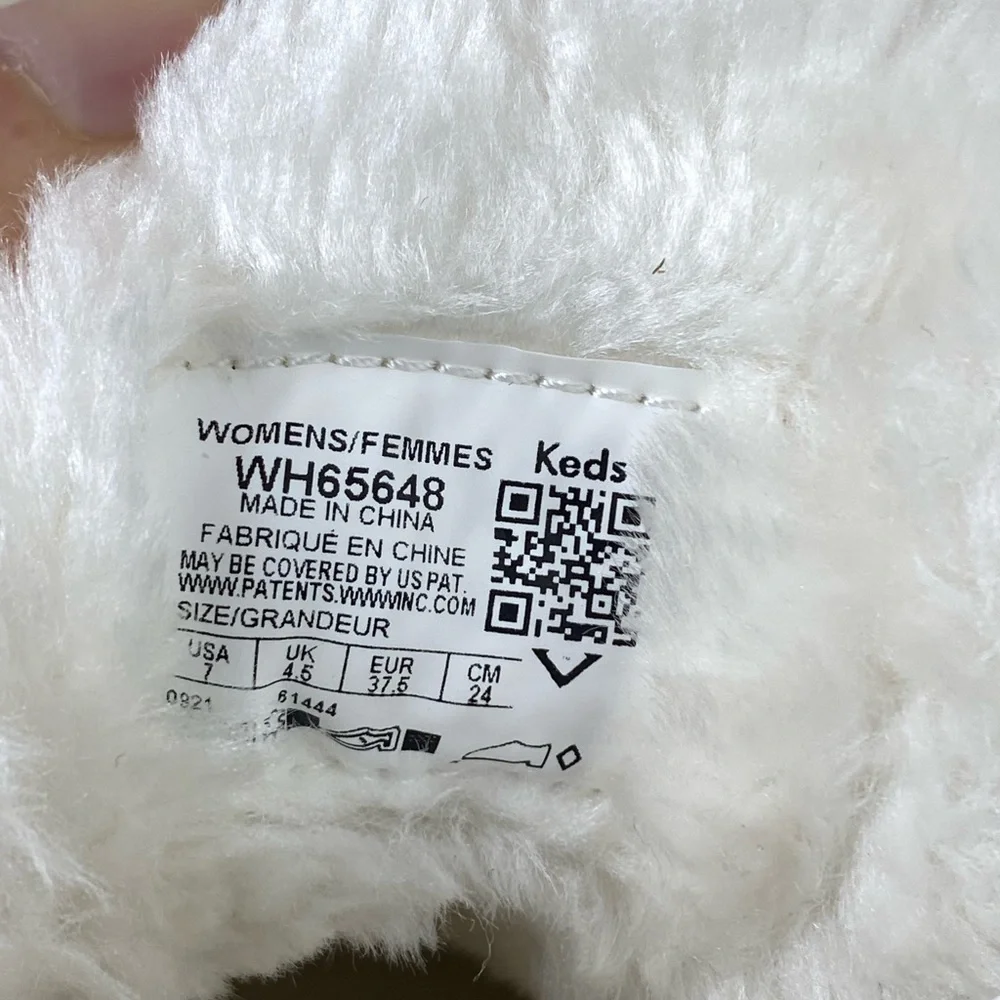 WOMENS/FEMMES
Keds
WH65648
MADE IN CHINA
FABRIQUÉ EN CHINE
MAY BE COVERED BY US PAT.
WWW.PATENTS.WWWINC.COM
SIZE/GRANDEUR
USA UK EUR CM
7 4.5 37.5 24
0821 61444